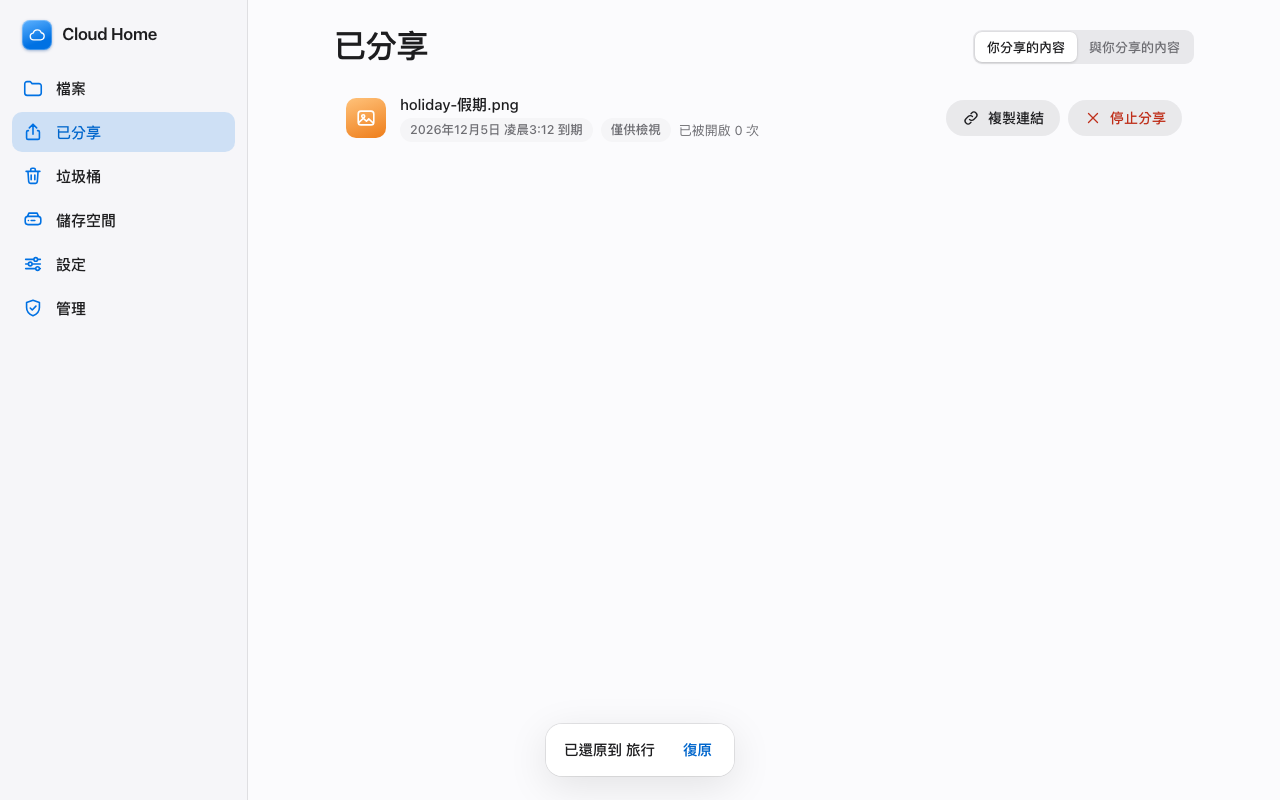 Cloud Home
檔案
已分享
垃圾桶
儲存空間
設定
管理
已分享
你分享的內容
與你分享的內容
holiday-假期.png
2026年12月5日 凌晨3:12 到期
僅供檢視
已被開啟 0 次
複製連結
停止分享
已還原到 旅行
復原